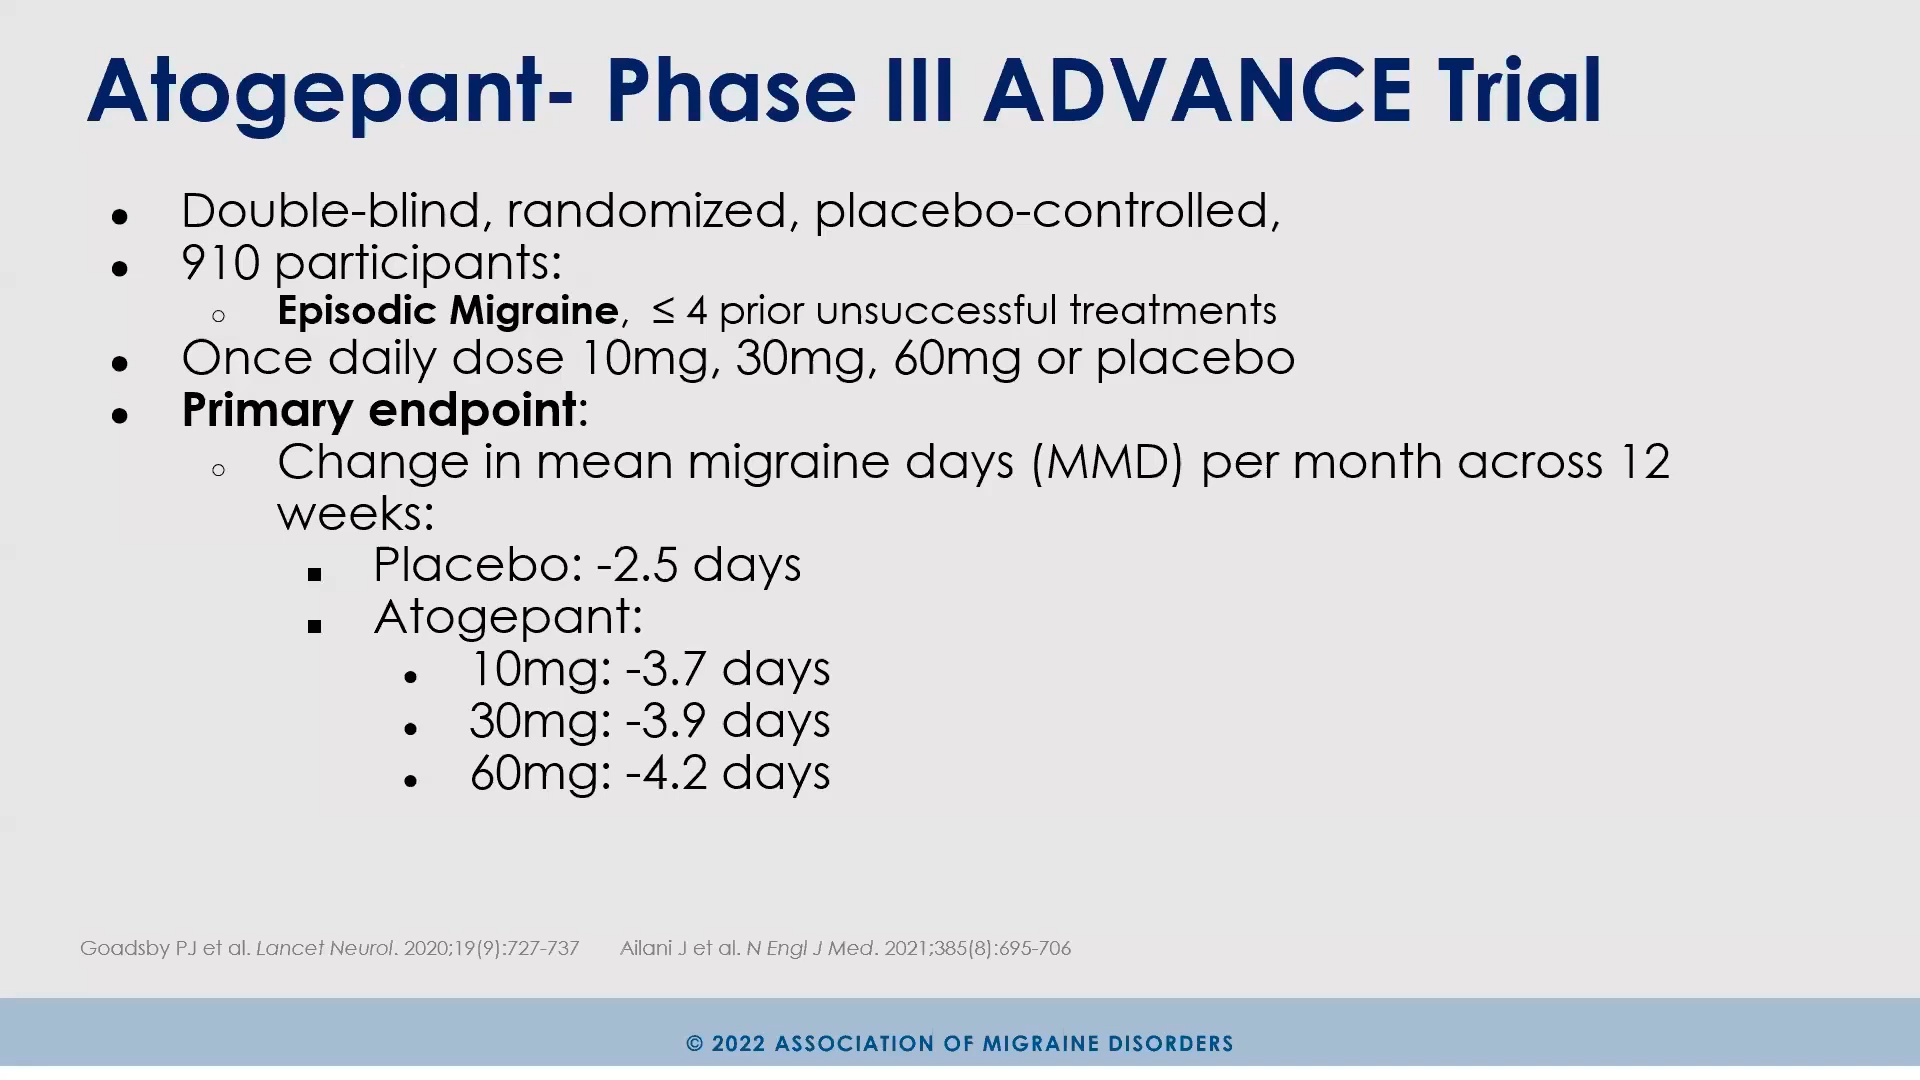 Atogepant- Phase III ADVANCE Trial
● Double-blind, randomized, placebo-controlled,
● 910 participants:
○ Episodic Migraine,  ≤ 4 prior unsuccessful treatments
● Once daily dose 10mg, 30mg, 60mg or placebo
● Primary endpoint:
○ Change in mean migraine days (MMD) per month across 12
weeks:
■ Placebo: -2.5 days
■ Atogepant:
● 10mg: -3.7 days
● 30mg: -3.9 days
● 60mg: -4.2 days
Goadsby PJ et al. Lancet Neurol. 2020;19(9):727-737 Ailani J et al. N Engl J Med. 2021;385(8):695-706
© 2022 ASSOCIATION OF MIGRAINE DISORDERS